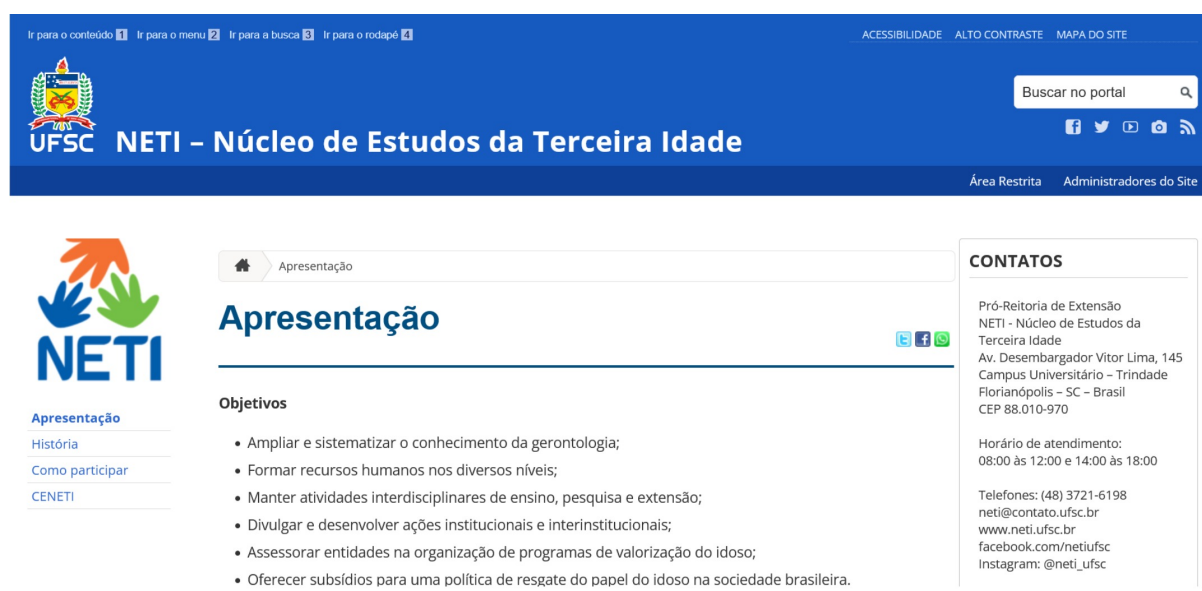 Ir para o conteúdo 1 Ir para o menu 2 Ir para a busca 3 Ir para o rodapé 4
ACESSIBILIDADE ALTO CONTRASTE MAPA DO SITE
Buscar no portal
UFSC
NETI – Núcleo de Estudos da Terceira Idade
Área Restrita Administradores do Site
NETI
Apresentação
História
Como participar
CENETI
Apresentação
Apresentação
Objetivos
• Ampliar e sistematizar o conhecimento da gerontologia;
• Formar recursos humanos nos diversos níveis;
• Manter atividades interdisciplinares de ensino, pesquisa e extensão;
• Divulgar e desenvolver ações institucionais e interinstitucionais;
• Assessorar entidades na organização de programas de valorização do idoso;
• Oferecer subsídios para uma política de resgate do papel do idoso na sociedade brasileira.
CONTATOS
Pró-Reitoria de Extensão
NETI - Núcleo de Estudos da
Terceira Idade
Av. Desembargador Vitor Lima, 145
Campus Universitário – Trindade
Florianópolis – SC – Brasil
CEP 88.010-970
Horário de atendimento:
08:00 às 12:00 e 14:00 às 18:00
Telefones: (48) 3721-6198
neti@contato.ufsc.br
www.neti.ufsc.br
facebook.com/netiufsc
Instagram: @neti_ufsc